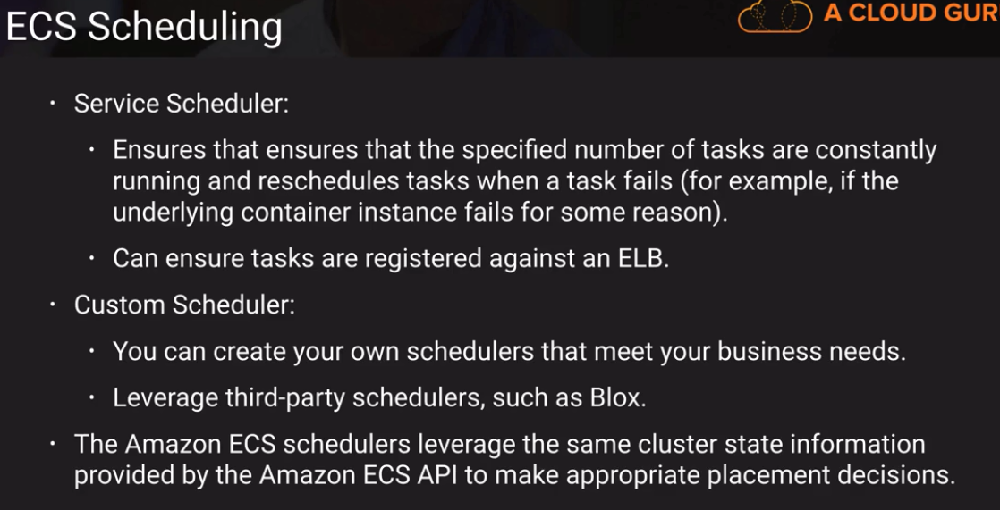 ECS Scheduling
A CLOUD GUR
· Service Scheduler:
· Ensures that ensures that the specified number of tasks are constantly
running and reschedules tasks when a task fails (for example, if the
underlying container instance fails for some reason).
· Can ensure tasks are registered against an ELB.
· Custom Scheduler:
· You can create your own schedulers that meet your business needs.
· Leverage third-party schedulers, such as Blox.
· The Amazon ECS schedulers leverage the same cluster state information
provided by the Amazon ECS API to make appropriate placement decisions.